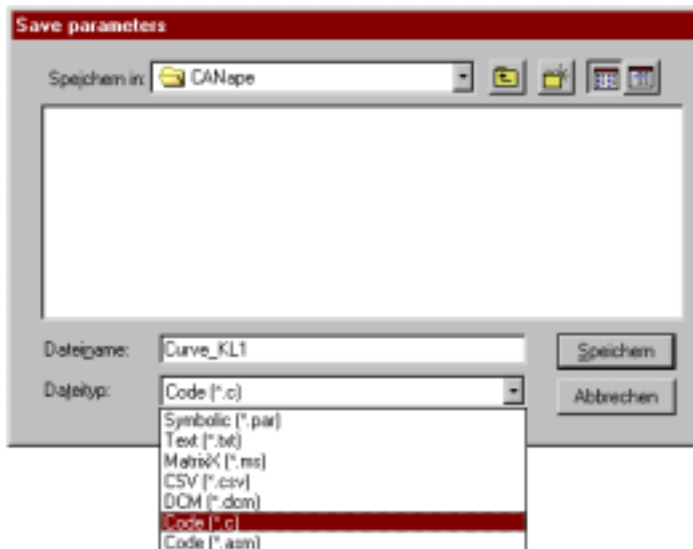 Save parameters
Speichern in: CANape
Dateiname: Curve_KL1
Speichern
Dateityp: Code (*.c)
Abbrechen
Symbolic (*.par)
Text (*.txt)
MatrixX (*.ms)
CSV (*.csv)
DCM (*.dcm)
Code (*.c)
Code (*.asm)